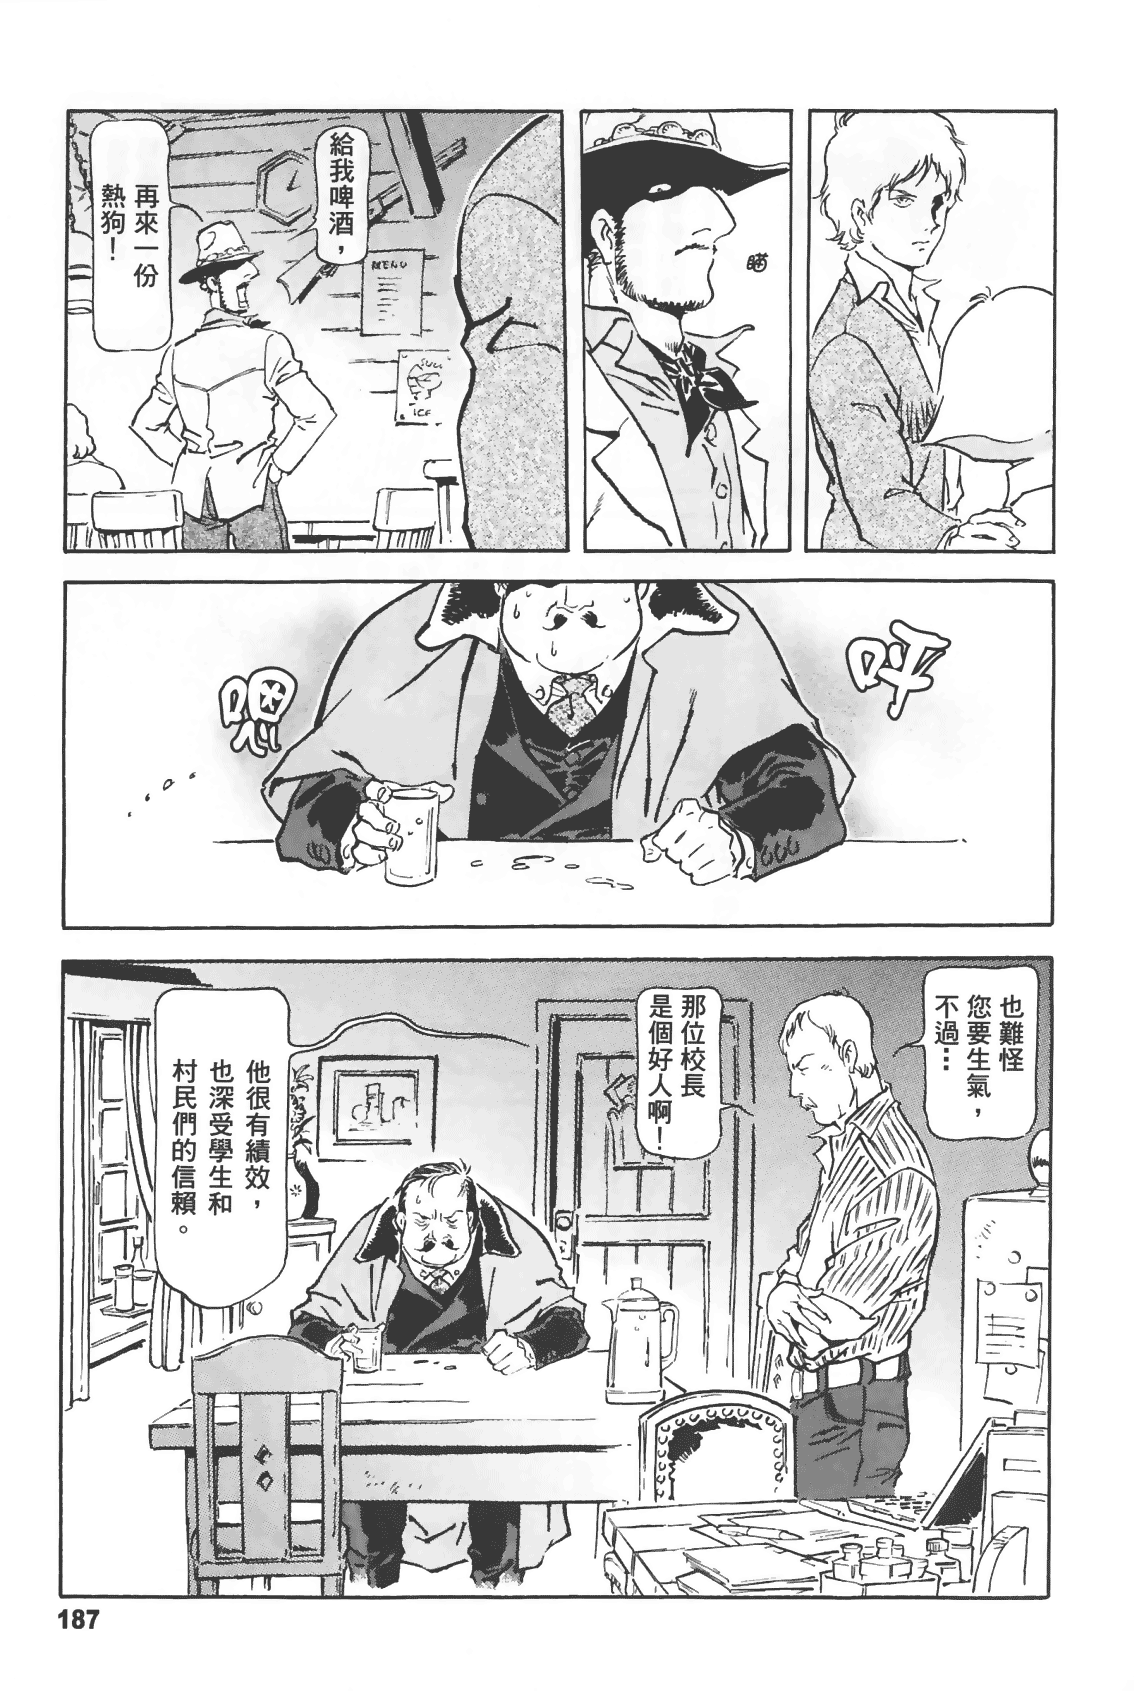 瞄
給我啤酒，
MENU
再來一份
熱狗！
ICE
呼
嗯
也難怪
您要生氣，
不過…
那位校長
是個好人啊！
他很有績效，
也深受學生和
村民們的信賴。
187